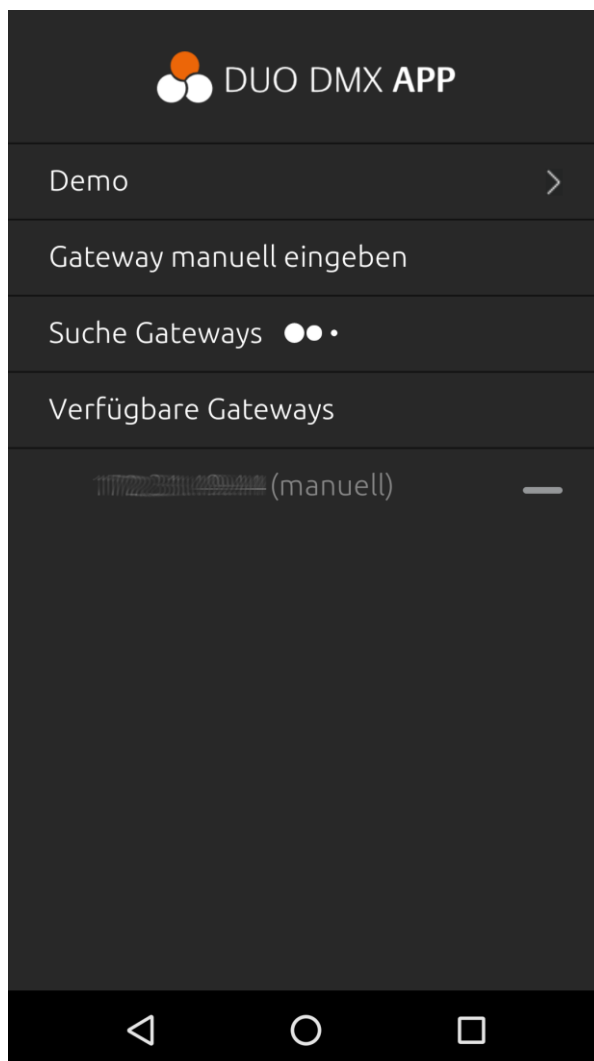 DUO DMX APP
Demo
Gateway manuell eingeben
Suche Gateways
Verfügbare Gateways
(manuell)